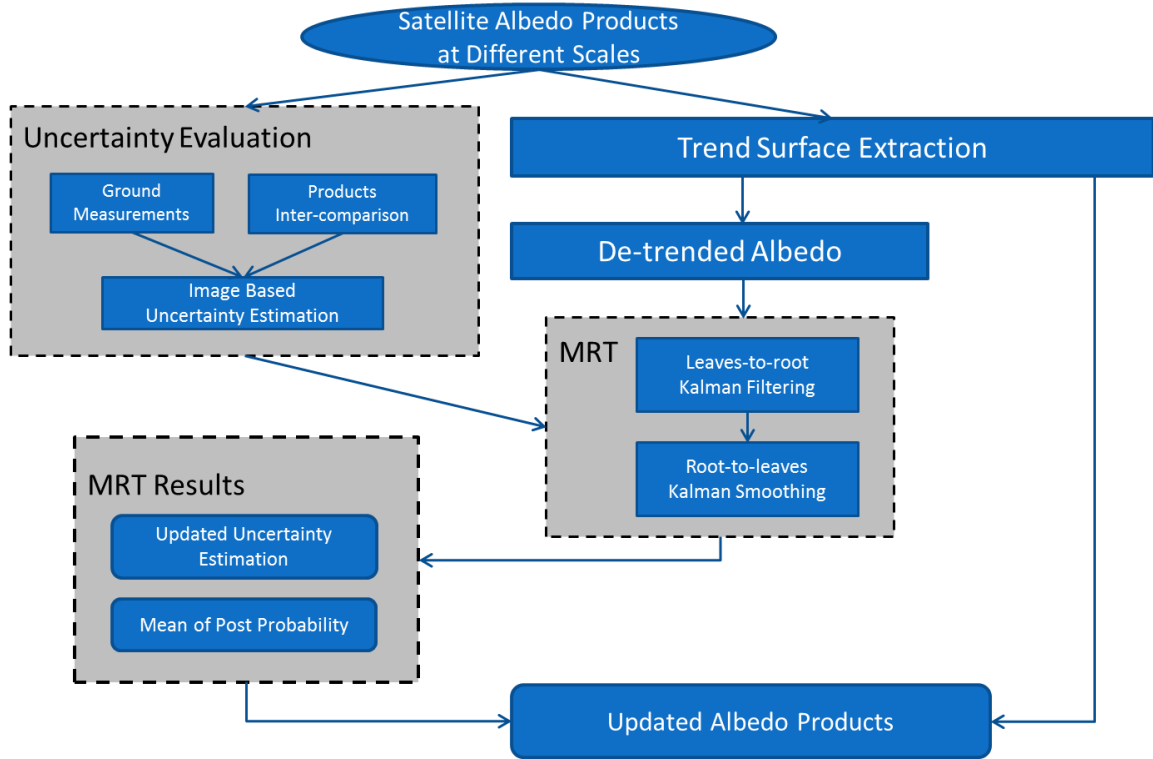 Satellite Albedo Products
at Different Scales
Uncertainty Evaluation
Ground
Measurements
Products
Inter-comparison
Image Based
Uncertainty Estimation
Trend Surface Extraction
De-trended Albedo
MRT
Leaves-to-root
Kalman Filtering
Root-to-leaves
Kalman Smoothing
MRT Results
Updated Uncertainty
Estimation
Mean of Post Probability
Updated Albedo Products